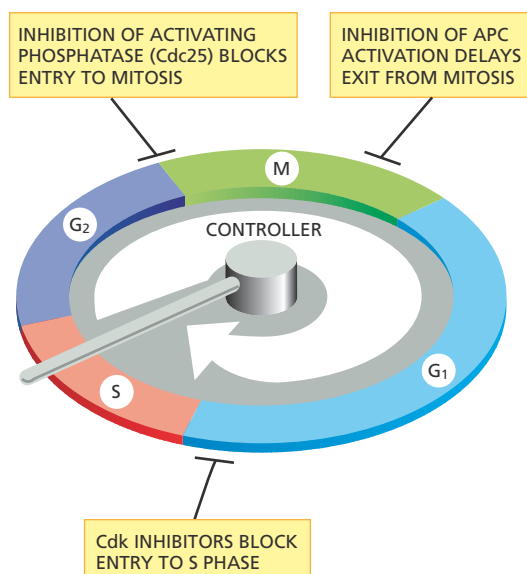 INHIBITION OF ACTIVATING
PHOSPHATASE (Cdc25) BLOCKS
ENTRY TO MITOSIS
INHIBITION OF APC
ACTIVATION DELAYS
EXIT FROM MITOSIS
M
G₂
CONTROLLER
G₁
S
Cdk INHIBITORS BLOCK
ENTRY TO S PHASE